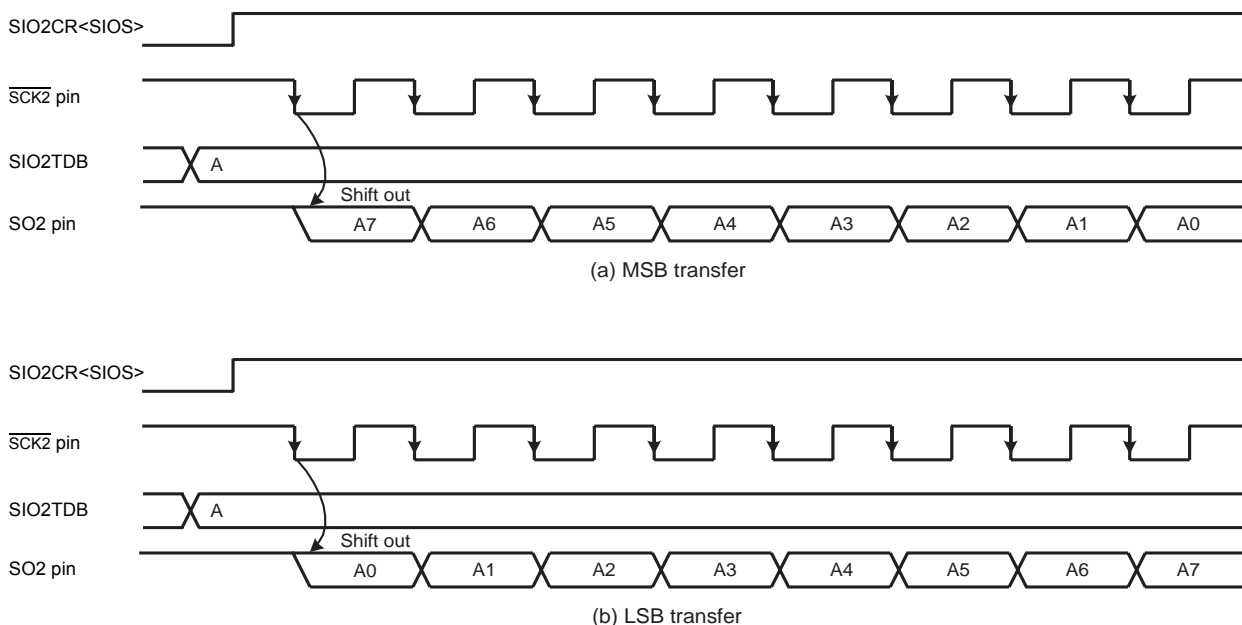 SIO2CR<SIOS>
SCK2 pin
SIO2TDB
A
Shift out
SO2 pin
A7 A6 A5 A4 A3 A2 A1 A0
(a) MSB transfer
SIO2CR<SIOS>
SCK2 pin
SIO2TDB
A
Shift out
SO2 pin
A0 A1 A2 A3 A4 A5 A6 A7
(b) LSB transfer